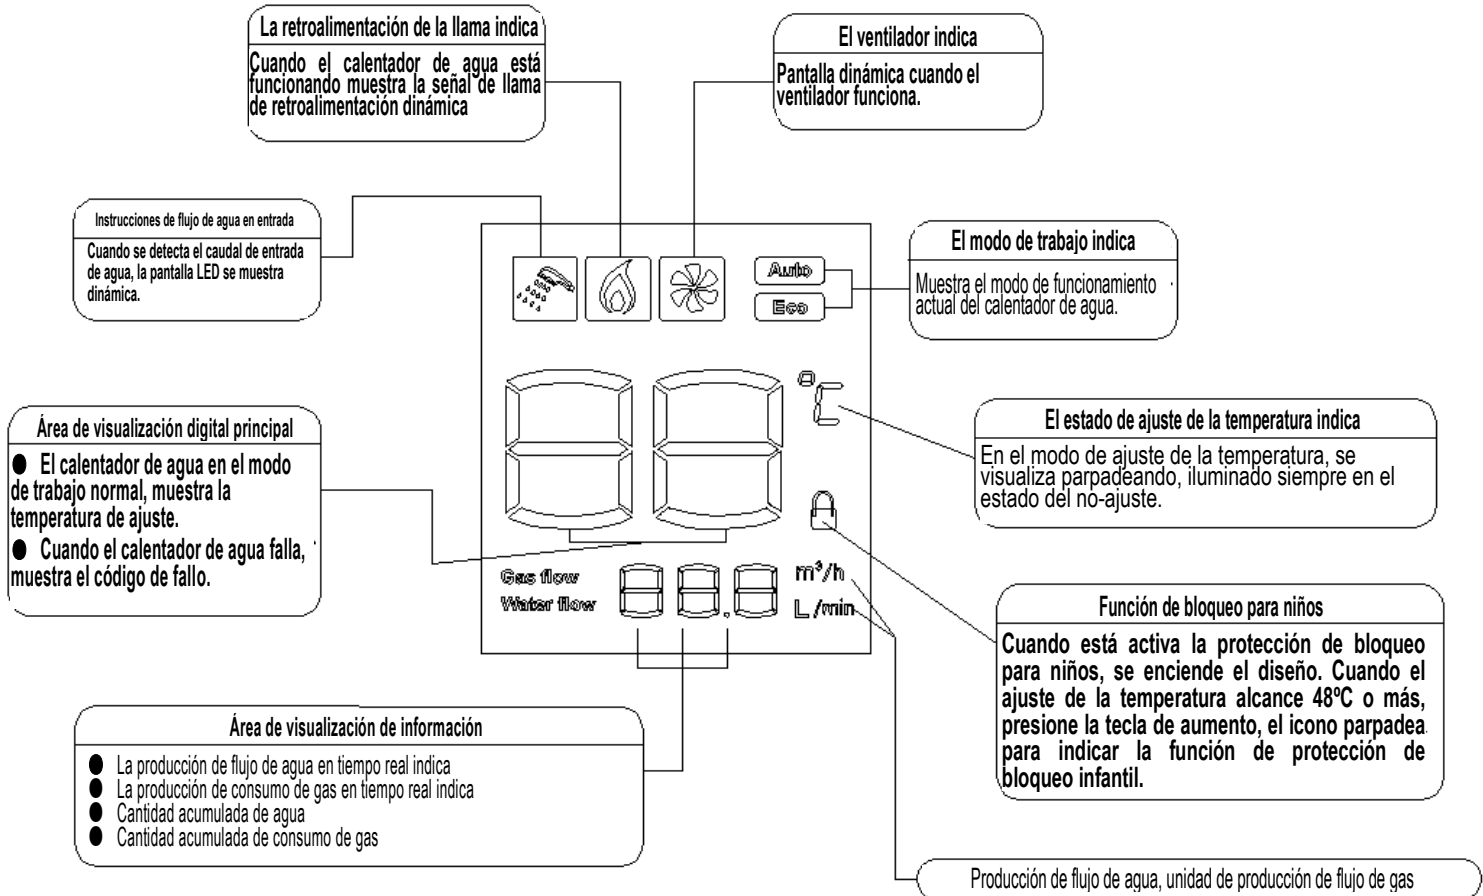 La retroalimentación de la llama indica
Cuando el calentador de agua está
funcionando muestra la señal de llama
de retroalimentación dinámica
El ventilador indica
Pantalla dinámica cuando el
ventilador funciona.
Instrucciones de flujo de agua en entrada
Cuando se detecta el caudal de entrada
de agua, la pantalla LED se muestra
dinámica.
El modo de trabajo indica
Muestra el modo de funcionamiento
actual del calentador de agua.
Auto
Eco
°C
Área de visualización digital principal
● El calentador de agua en el modo
de trabajo normal, muestra la
temperatura de ajuste.
● Cuando el calentador de agua falla,
muestra el código de fallo.
El estado de ajuste de la temperatura indica
En el modo de ajuste de la temperatura, se
visualiza parpadeando, iluminado siempre en el
estado del no-ajuste.
Gas flow
Water flow
88.8
m³/h
L/min
Función de bloqueo para niños
Cuando está activa la protección de bloqueo
para niños, se enciende el diseño. Cuando el
ajuste de la temperatura alcance 48ºC o más,
presione la tecla de aumento, el icono parpadea
para indicar la función de protección de
bloqueo infantil.
Área de visualización de información
● La producción de flujo de agua en tiempo real indica
● La producción de consumo de gas en tiempo real indica
● Cantidad acumulada de agua
● Cantidad acumulada de consumo de gas
Producción de flujo de agua, unidad de producción de flujo de gas